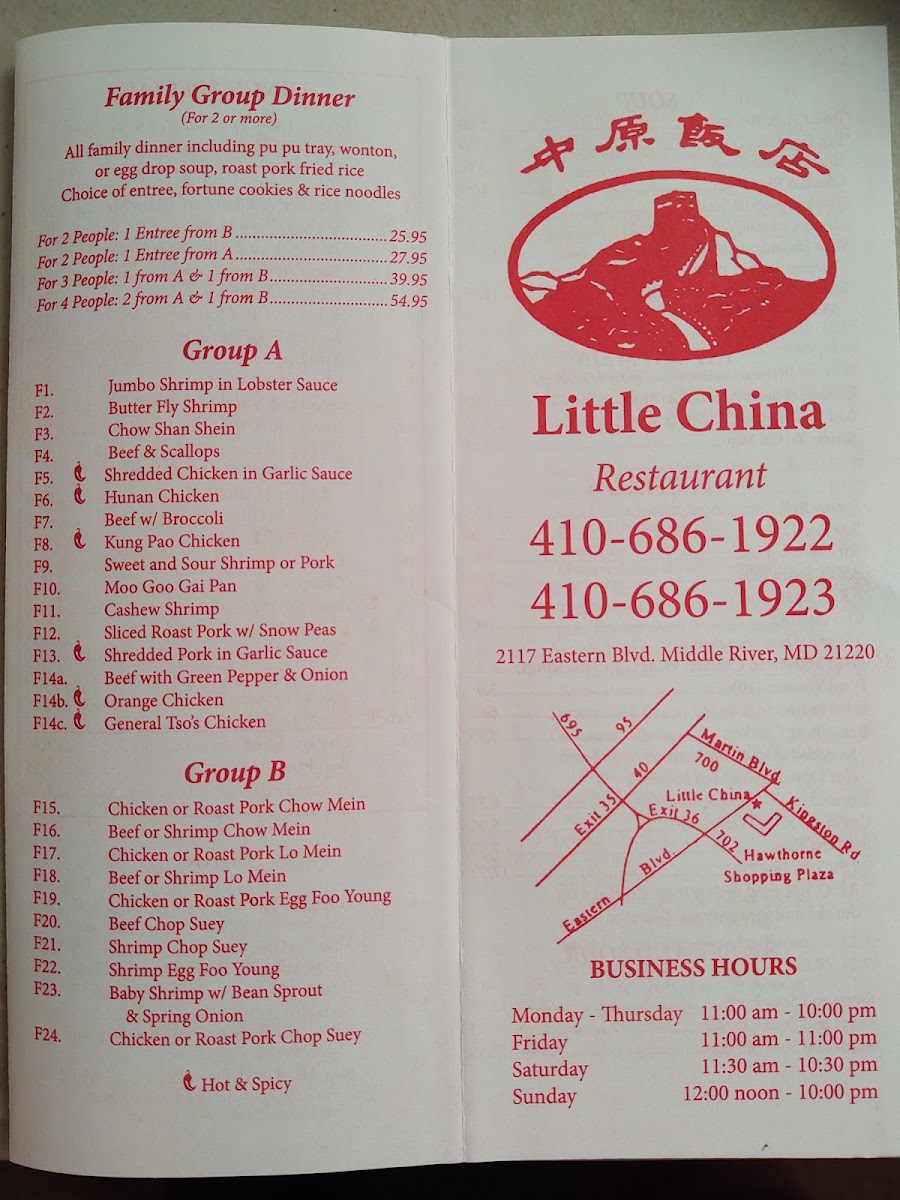 Family Group Dinner
(For 2 or more)
All family dinner including pu pu tray, wonton,
or egg drop soup, roast pork fried rice
Choice of entree, fortune cookies & rice noodles
For 2 People: 1 Entree from B.....................................25.95
For 2 People: 1 Entree from A.....................................27.95
For 3 People: 1 from A & 1 from B............................39.95
For 4 People: 2 from A & 1 from B............................54.95
Group A
F1. Jumbo Shrimp in Lobster Sauce
F2. Butter Fly Shrimp
F3. Chow Shan Shein
F4. Beef & Scallops
F5. Shredded Chicken in Garlic Sauce
F6. Hunan Chicken
F7. Beef w/ Broccoli
F8. Kung Pao Chicken
F9. Sweet and Sour Shrimp or Pork
F10. Moo Goo Gai Pan
F11. Cashew Shrimp
F12. Sliced Roast Pork w/ Snow Peas
F13. Shredded Pork in Garlic Sauce
F14a. Beef with Green Pepper & Onion
F14b. Orange Chicken
F14c. General Tso's Chicken
Group B
F15. Chicken or Roast Pork Chow Mein
F16. Beef or Shrimp Chow Mein
F17. Chicken or Roast Pork Lo Mein
F18. Beef or Shrimp Lo Mein
F19. Chicken or Roast Pork Egg Foo Young
F20. Beef Chop Suey
F21. Shrimp Chop Suey
F22. Shrimp Egg Foo Young
F23. Baby Shrimp w/ Bean Sprout
& Spring Onion
F24. Chicken or Roast Pork Chop Suey
Hot & Spicy
中原飯店
Little China
Restaurant
410-686-1922
410-686-1923
2117 Eastern Blvd. Middle River, MD 21220
695
95
40
Exit 35
Martin Blvd.
700
Little China
Exit 36
702
Kingston Rd
Hawthorne
Shopping Plaza
Eastern Blvd.
BUSINESS HOURS
Monday - Thursday 11:00 am - 10:00 pm
Friday 11:00 am - 11:00 pm
Saturday 11:30 am - 10:30 pm
Sunday 12:00 noon - 10:00 pm